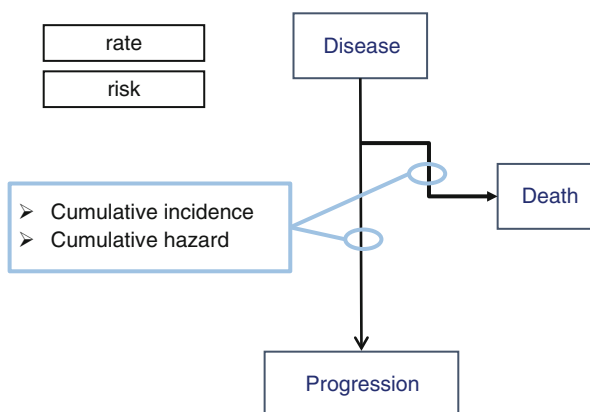 rate
risk
Disease
➢ Cumulative incidence
➢ Cumulative hazard
Death
Progression